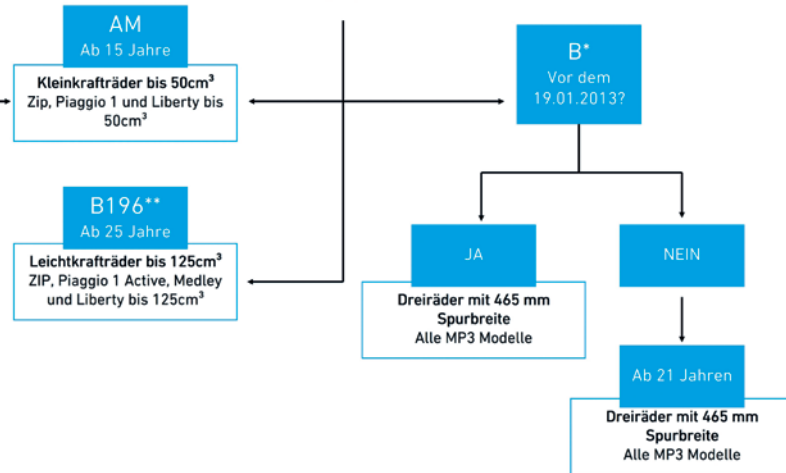 AM
Ab 15 Jahre
Kleinkrafträder bis 50cm³
Zip, Piaggio 1 und Liberty bis
50cm³
B*
Vor dem
19.01.2013?
B196**
Ab 25 Jahre
Leichtkrafträder bis 125cm³
ZIP, Piaggio 1 Active, Medley
und Liberty bis 125cm³
JA
Dreiräder mit 465 mm
Spurbreite
Alle MP3 Modelle
NEIN
Ab 21 Jahren
Dreiräder mit 465 mm
Spurbreite
Alle MP3 Modelle